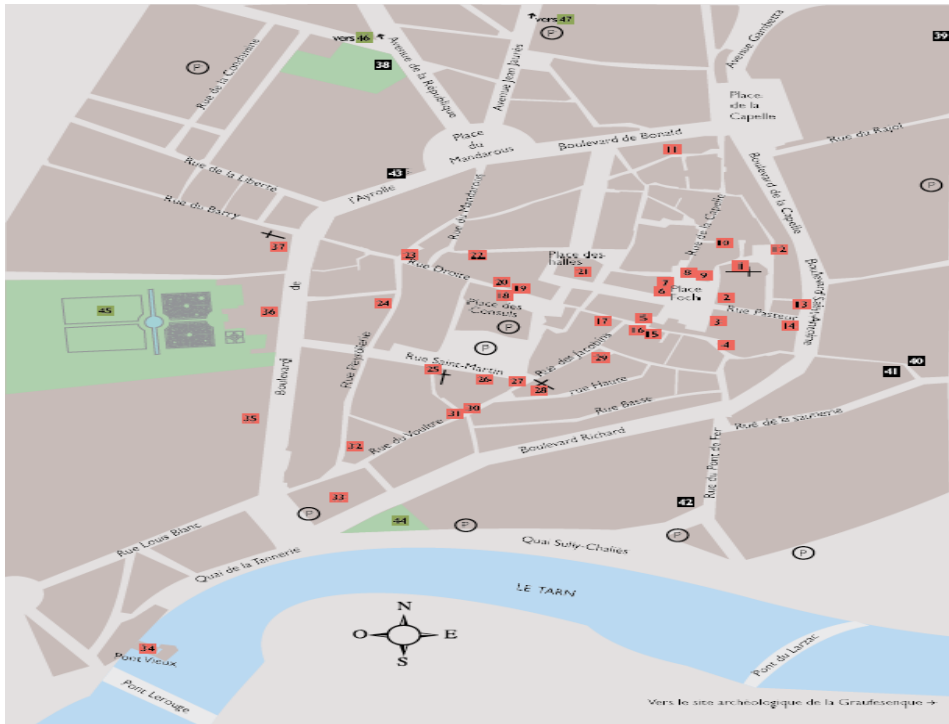 vers 47
39
vers 46
38
P
P
Rue de la Condamine
Avenue de la République
Avenue Jean Jaurès
Avenue Gambetta
Place
de la
Capelle
Place
du
Mandarous
Boulevard de Bonald
Rue du Rajol
11
43
Rue de la Liberté
l'Ayrolle
Boulevard de la Capelle
P
Rue du Barry
Rue du Mandarous
Rue de la Capelle
37
23
22
10
12
Rue Droite
Place des
halles
21
8
9
1
Boulevard Saint-Antoine
20
19
18
7
6
Place
Foch
2
45
36
24
Place des
Consuls
P
17
5
3
Rue Pasteur
13
14
de
16
15
4
Rue Peyrollerie
P
Rue des Jacobins
29
Rue Saint-Martin
25
26
27
28
rue Haute
40
41
Boulevard
35
31
30
Rue Basse
Rue de la saunerie
32
Rue du Voultre
Boulevard Richard
Rue du Pont de Fer
33
42
P
44
P
P
P
Rue Louis Blanc
Quai de la Tannerie
Quai Sully-Chaliès
LE TARN
N
O
E
S
34
Pont Vieux
Pont Lerouge
Pont du Larzac
Vers le site archéologique de la Graufesenque →